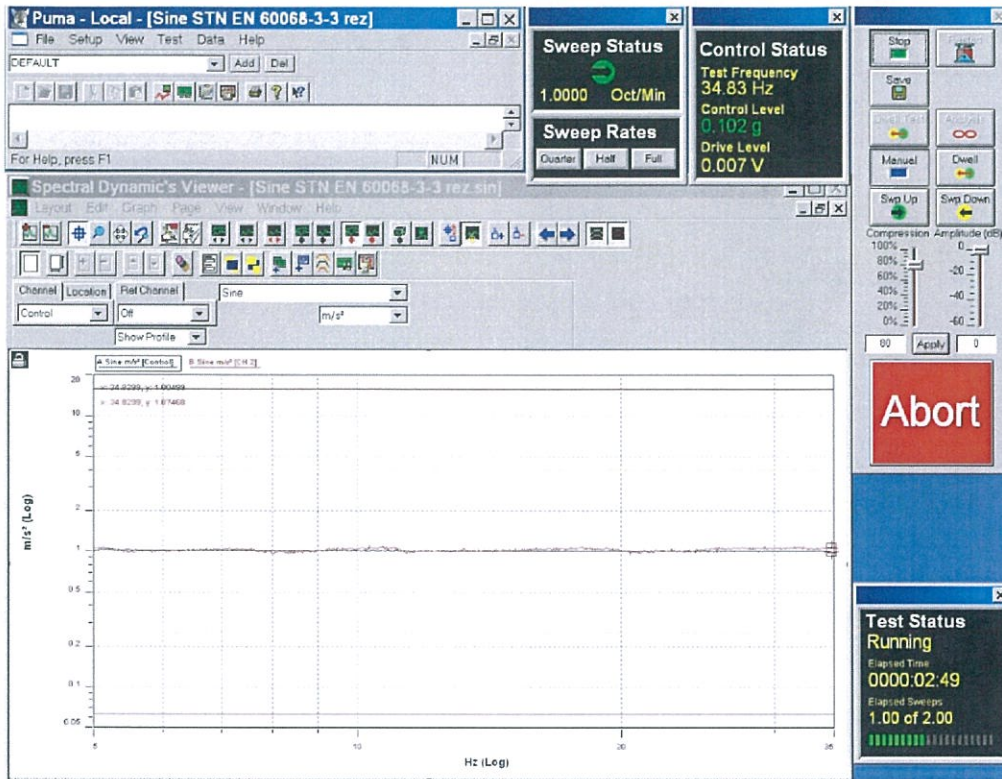 Puma - Local - [Sine STN EN 60068-3-3 rez]
File Setup View Test Data Help
DEFAULT
Add
Del
For Help, press F1
NUM
Sweep Status
1.0000 Oct/Min
Sweep Rates
Quarter
Half
Full
Control Status
Test Frequency
34.83 Hz
Control Level
0.102 g
Drive Level
0.007 V
Stop
Save
Manual
Dwell
Swp Up
Swp Down
Compression
Amplitude (dB)
100%
80%
60%
40%
20%
0%
0
-20
-40
-60
80
Apply
0
Abort
Spectral Dynamic's Viewer - [Sine STN EN 60068-3-3 rez.sin]
Layout Edit Graph Page View Window Help
Channel
Location
Ref Channel
Sine
Control
Off
m/s²
Show Profile
A: Sine m/s² [Control]
B: Sine m/s² [CH 2]
x: 34.8299, y: 1.00499
x: 34.8299, y: 1.07468
20
10
5
2
1
0.5
0.2
0.1
0.05
m/s² (Log)
5
10
20
35
Hz (Log)
Test Status
Running
Elapsed Time
0000:02:49
Elapsed Sweeps
1.00 of 2.00